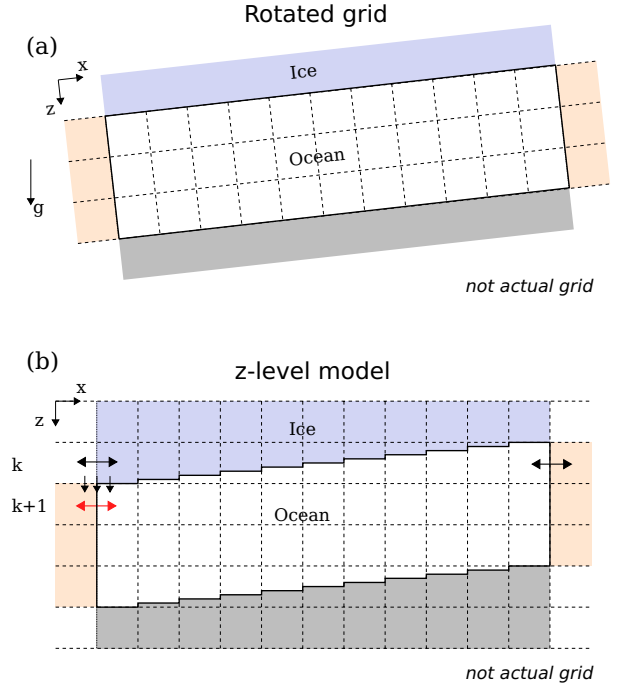 Rotated grid
(a)
x
Ice
z
Ocean
g
not actual grid
(b)
z-level model
x
z
Ice
k
k+1
Ocean
not actual grid